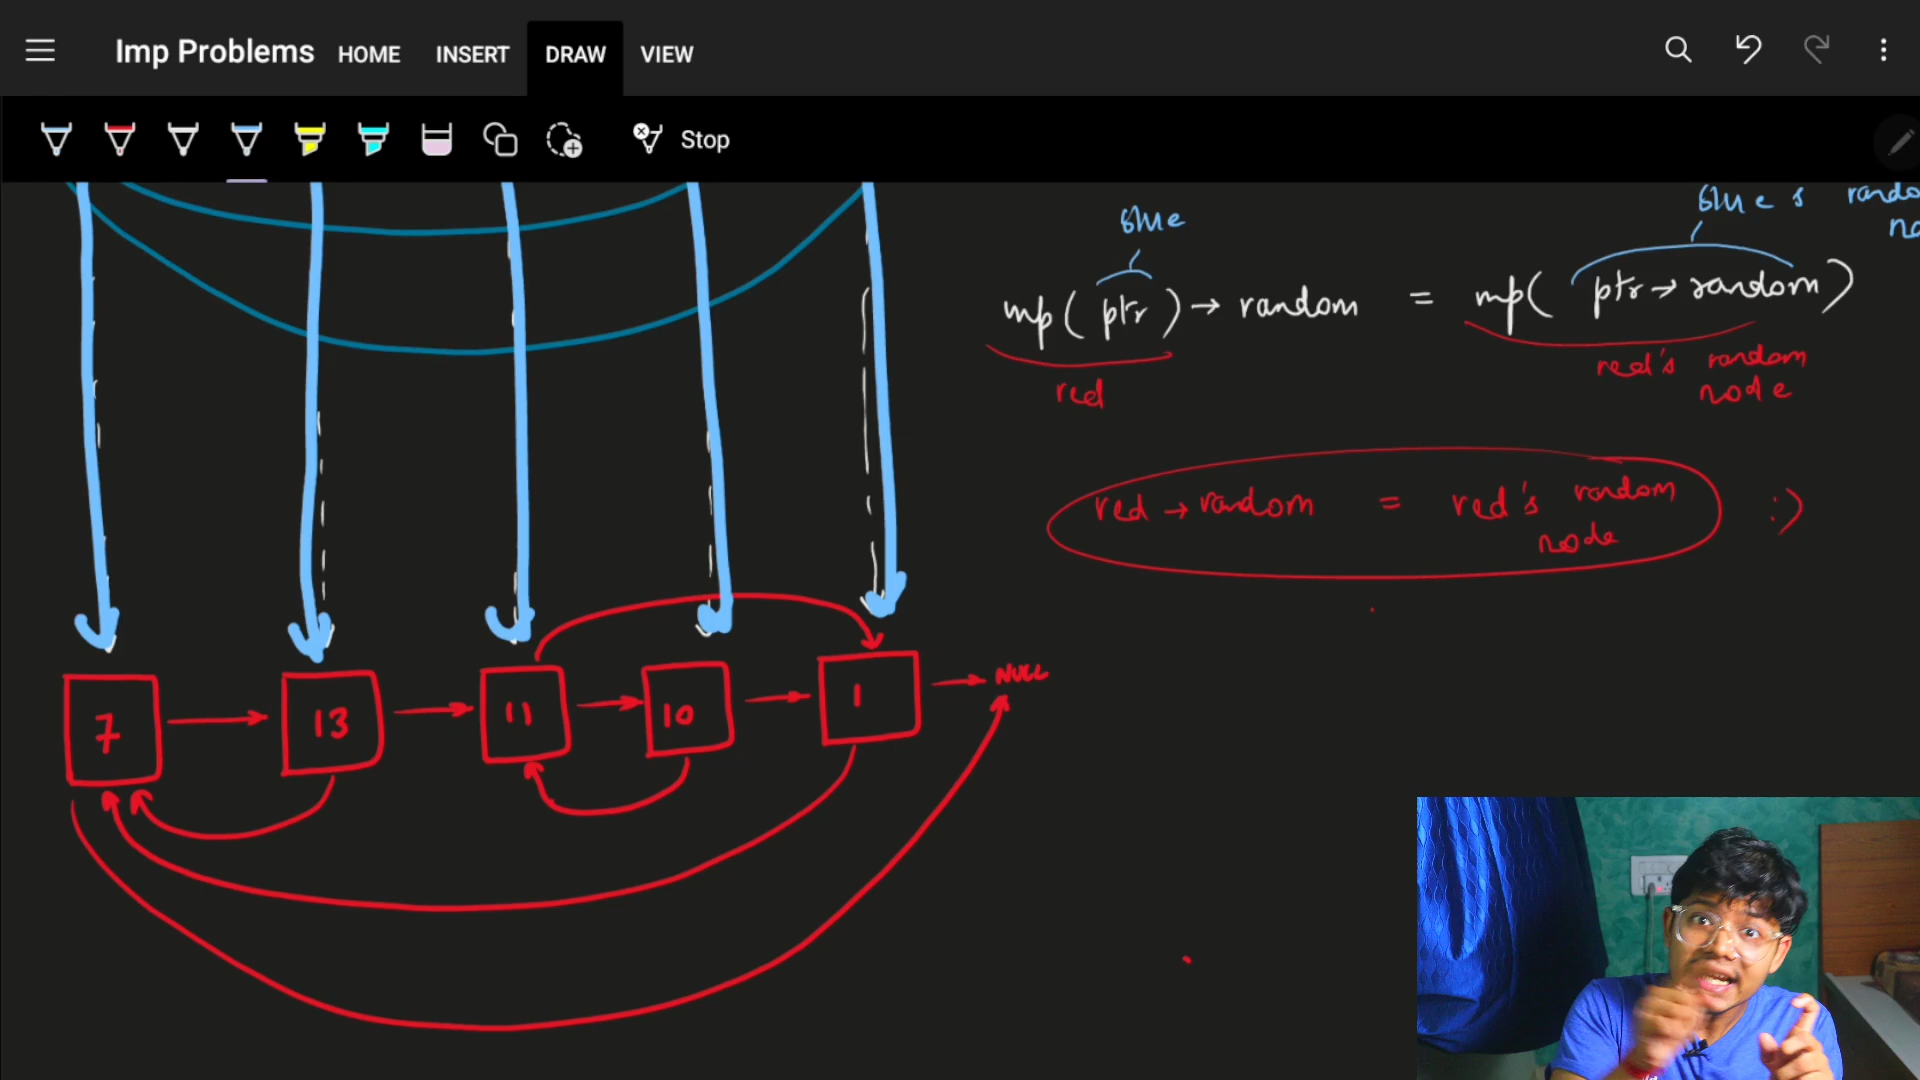 Imp Problems HOME INSERT DRAW VIEW
Stop
blue
blue's
mp(ptr)→random = mp(ptr→random)
red
red's random
node
red→random = red's random
node
:)
7 → 13 → 11 → 10 → 1 → NULL